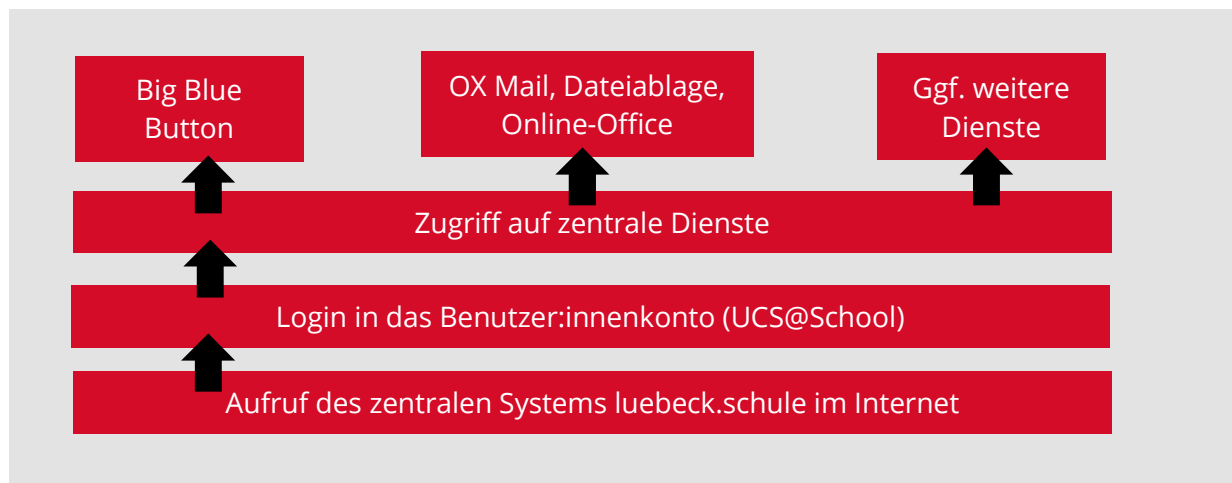 Big Blue
Button
OX Mail, Dateiablage,
Online-Office
Ggf. weitere
Dienste
Zugriff auf zentrale Dienste
Login in das Benutzer:innenkonto (UCS@School)
Aufruf des zentralen Systems luebeck.schule im Internet